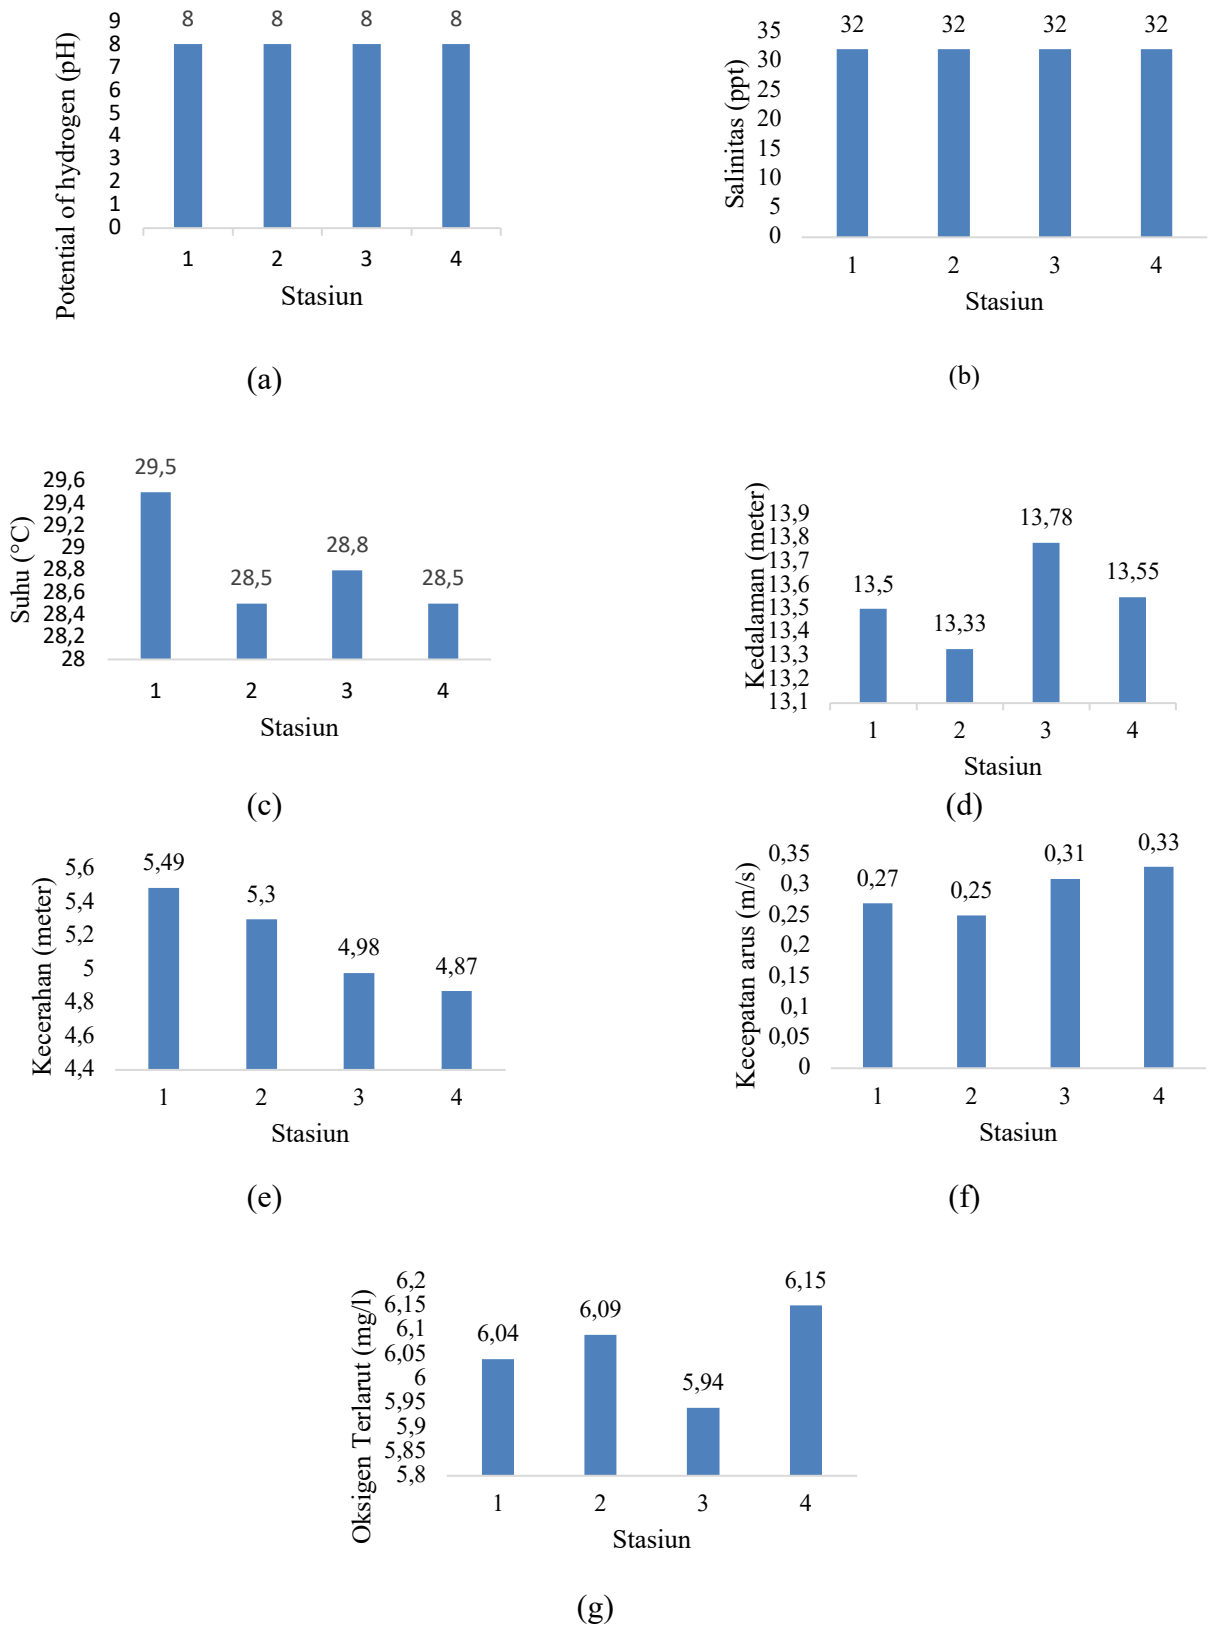 Potential of hydrogen (pH)
9
8
7
6
5
4
3
2
1
0
8 8 8 8
1 2 3 4
Stasiun
(a)
Salinitas (ppt)
35
30
25
20
15
10
5
0
32 32 32 32
1 2 3 4
Stasiun
(b)
Suhu (°C)
29,6
29,4
29,2
29
28,8
28,6
28,4
28,2
28
29,5 28,5 28,8 28,5
1 2 3 4
Stasiun
(c)
Kedalaman (meter)
13,9
13,8
13,7
13,6
13,5
13,4
13,3
13,2
13,1
13,5 13,33 13,78 13,55
1 2 3 4
Stasiun
(d)
Kecerahan (meter)
5,6
5,4
5,2
5
4,8
4,6
4,4
5,49 5,3 4,98 4,87
1 2 3 4
Stasiun
(e)
Kecepatan arus (m/s)
0,35
0,3
0,25
0,2
0,15
0,1
0,05
0
0,27 0,25 0,31 0,33
1 2 3 4
Stasiun
(f)
Oksigen Terlarut (mg/l)
6,2
6,15
6,1
6,05
6
5,95
5,9
5,85
5,8
6,04 6,09 5,94 6,15
1 2 3 4
Stasiun
(g)